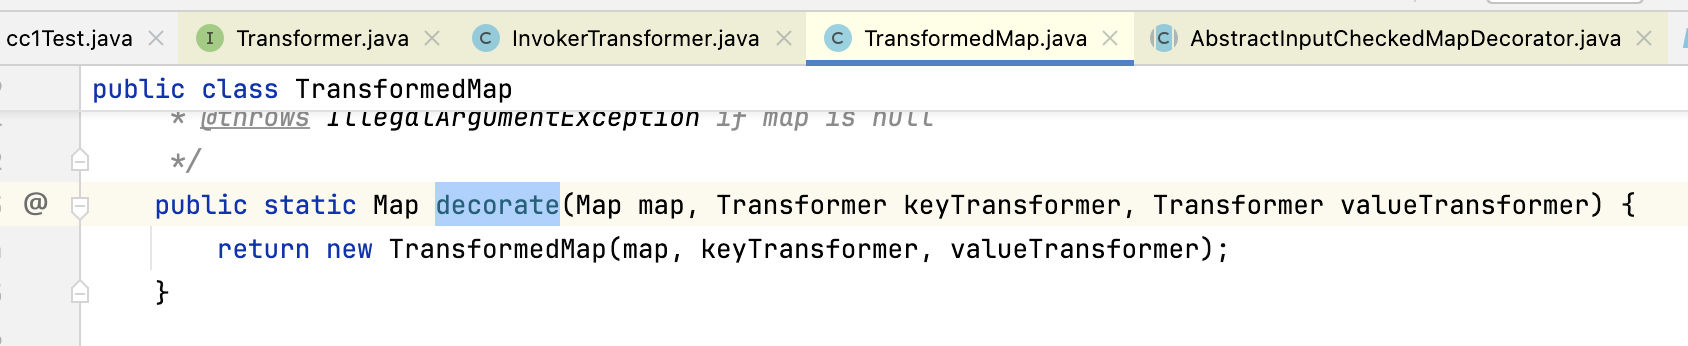 cc1Test.java I Transformer.java C InvokerTransformer.java C TransformedMap.java C AbstractInputCheckedMapDecorator.java
public class TransformedMap
* @throws IllegalArgumentException if map is null
*/
@ public static Map decorate(Map map, Transformer keyTransformer, Transformer valueTransformer) {
return new TransformedMap(map, keyTransformer, valueTransformer);
}